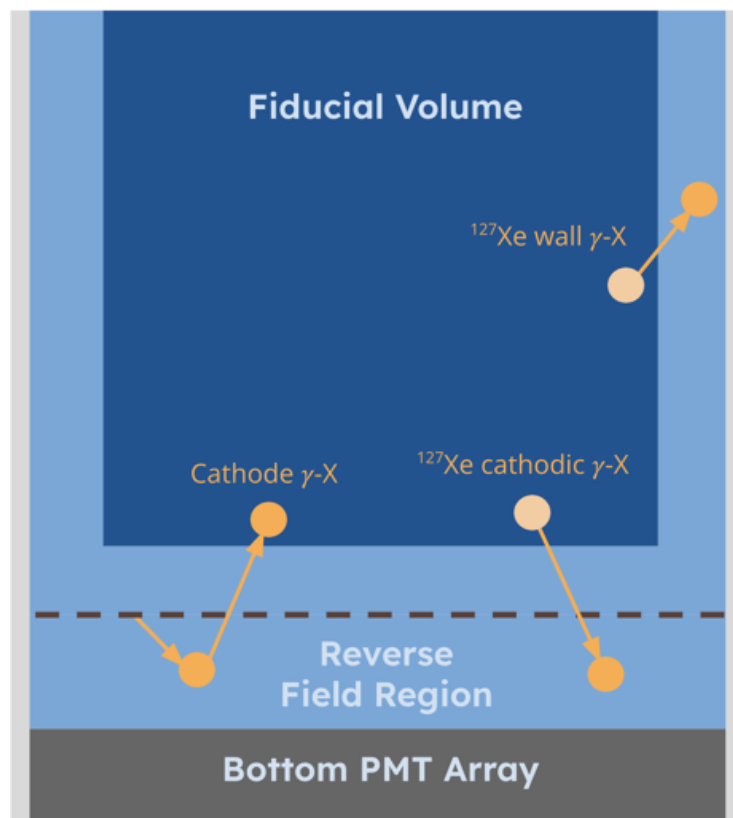 Fiducial Volume
¹²⁷Xe wall γ-X
¹²⁷Xe cathodic γ-X
Cathode γ-X
Reverse
Field Region
Bottom PMT Array